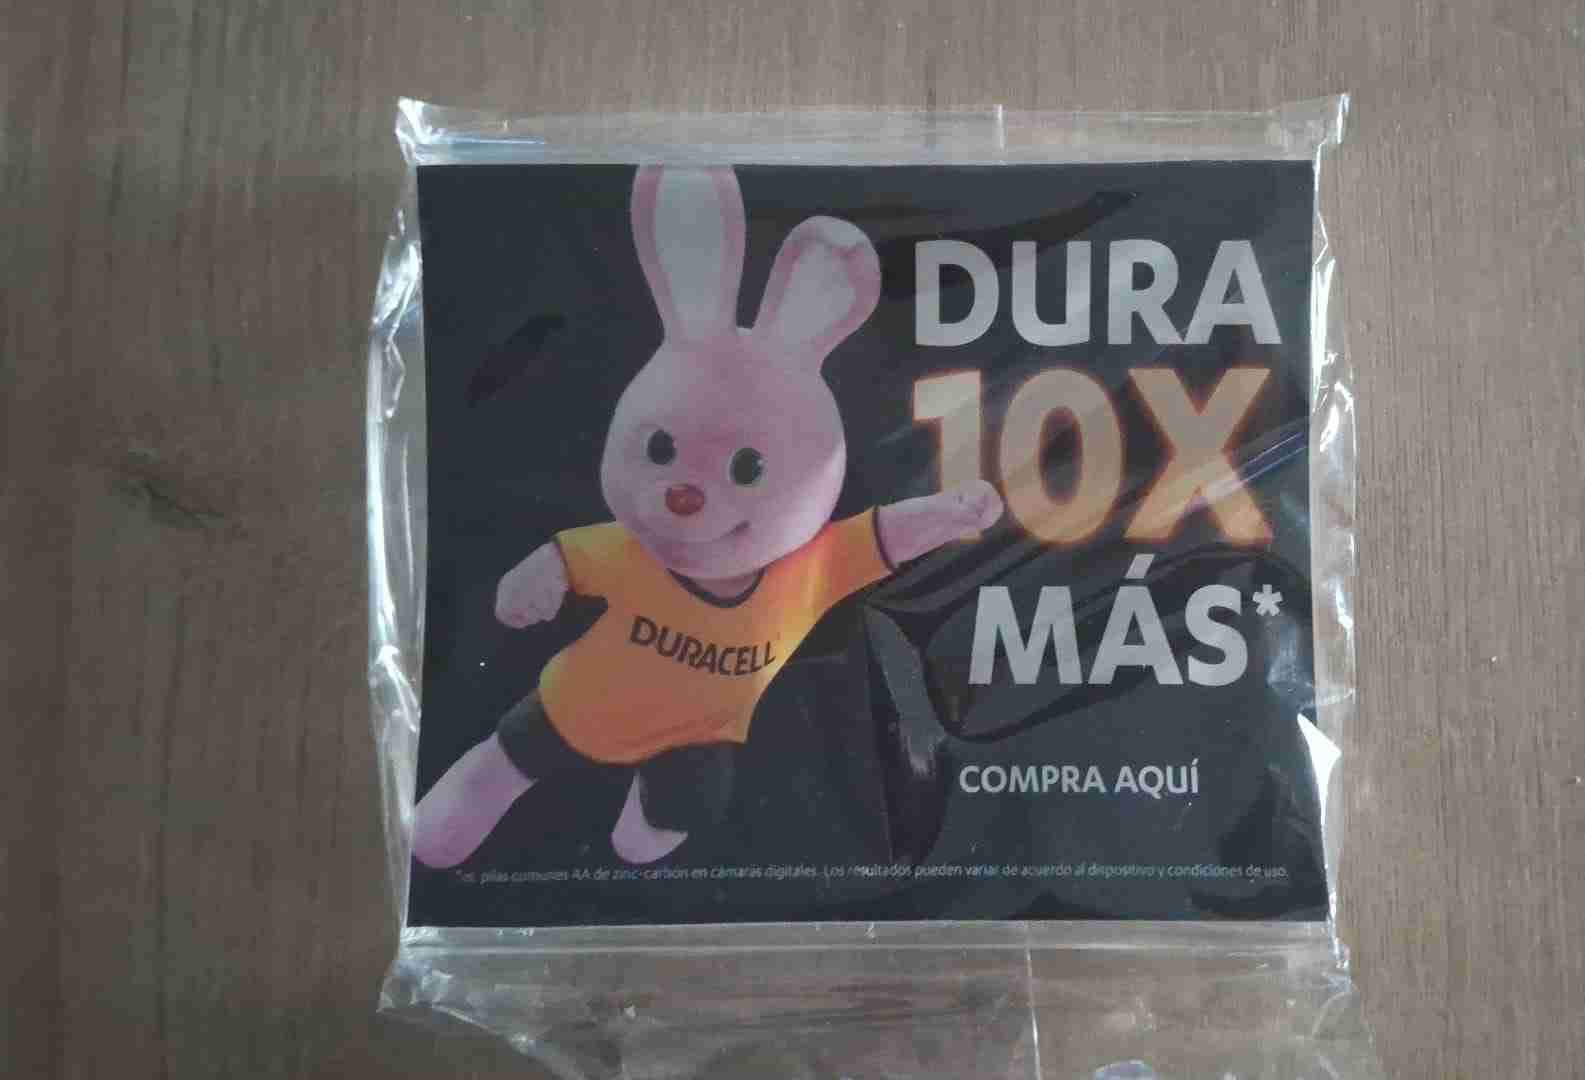 DURA
10X
MÁS*
DURACELL
COMPRA AQUÍ
*vs. pilas comunes AA de zinc-carbón en cámaras digitales. Los resultados pueden variar de acuerdo al dispositivo y condiciones de uso.